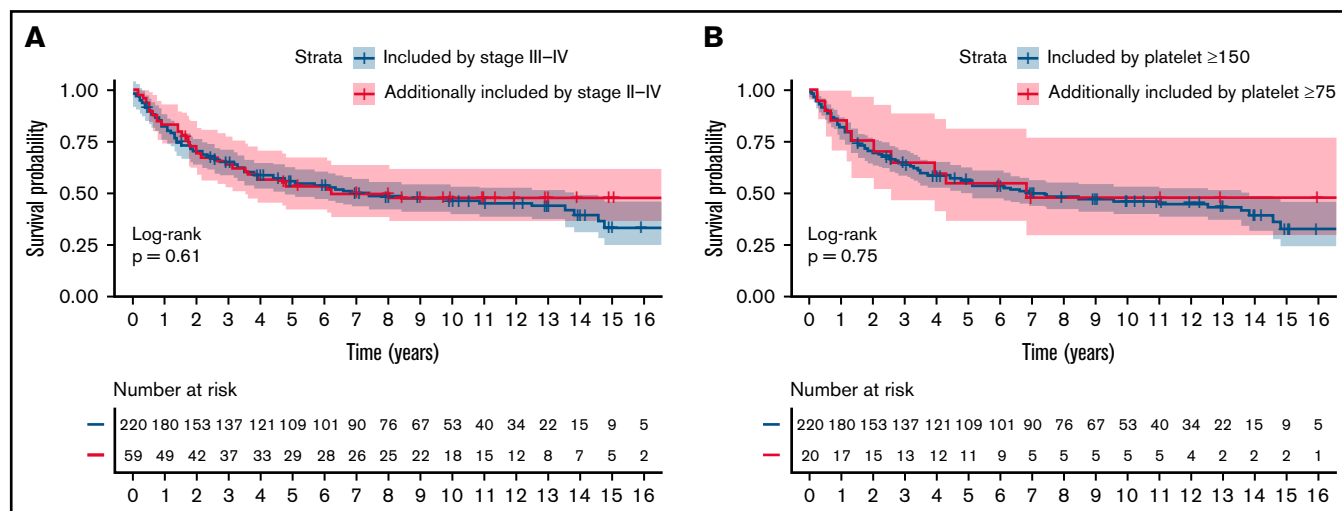 A
Strata Included by stage III–IV
Additionally included by stage II–IV
Survival probability
1.00
0.75
0.50
0.25
0.00
Log-rank
p = 0.61
0 1 2 3 4 5 6 7 8 9 10 11 12 13 14 15 16
Time (years)
Number at risk
220 180 153 137 121 109 101 90 76 67 53 40 34 22 15 9 5
59 49 42 37 33 29 28 26 25 22 18 15 12 8 7 5 2
0 1 2 3 4 5 6 7 8 9 10 11 12 13 14 15 16
B
Strata Included by platelet ≥150
Additionally included by platelet ≥75
Survival probability
1.00
0.75
0.50
0.25
0.00
Log-rank
p = 0.75
0 1 2 3 4 5 6 7 8 9 10 11 12 13 14 15 16
Time (years)
Number at risk
220 180 153 137 121 109 101 90 76 67 53 40 34 22 15 9 5
20 17 15 13 12 11 9 5 5 5 5 5 4 2 2 2 1
0 1 2 3 4 5 6 7 8 9 10 11 12 13 14 15 16